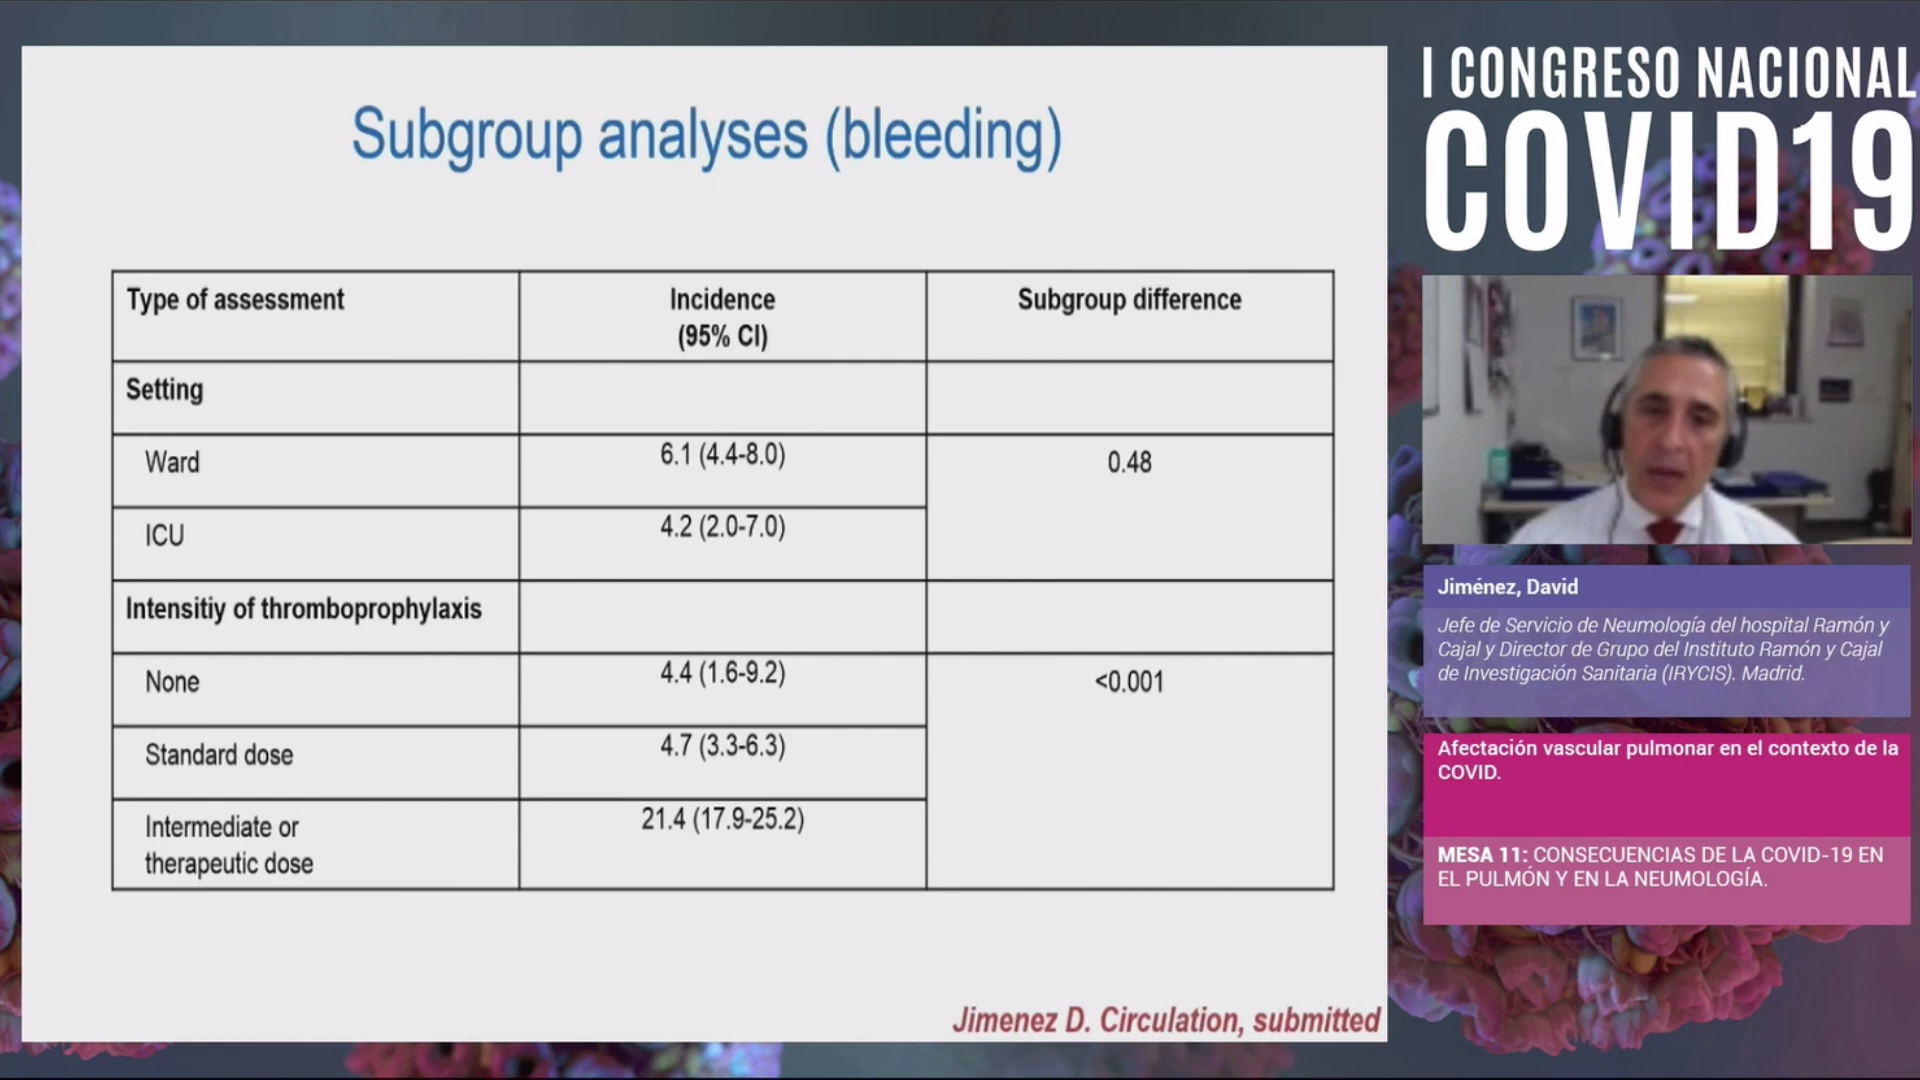 Subgroup analyses (bleeding)
Type of assessment
Incidence
(95% CI)
Subgroup difference
Setting
Ward
6.1 (4.4-8.0)
0.48
ICU
4.2 (2.0-7.0)
Intensitiy of thromboprophylaxis
None
4.4 (1.6-9.2)
<0.001
Standard dose
4.7 (3.3-6.3)
Intermediate or
therapeutic dose
21.4 (17.9-25.2)
Jimenez D. Circulation, submitted
I CONGRESO NACIONAL
COVID19
Jiménez, David
Jefe de Servicio de Neumología del hospital Ramón y
Cajal y Director de Grupo del Instituto Ramón y Cajal
de Investigación Sanitaria (IRYCIS). Madrid.
Afectación vascular pulmonar en el contexto de la
COVID.
MESA 11: CONSECUENCIAS DE LA COVID-19 EN
EL PULMÓN Y EN LA NEUMOLOGÍA.